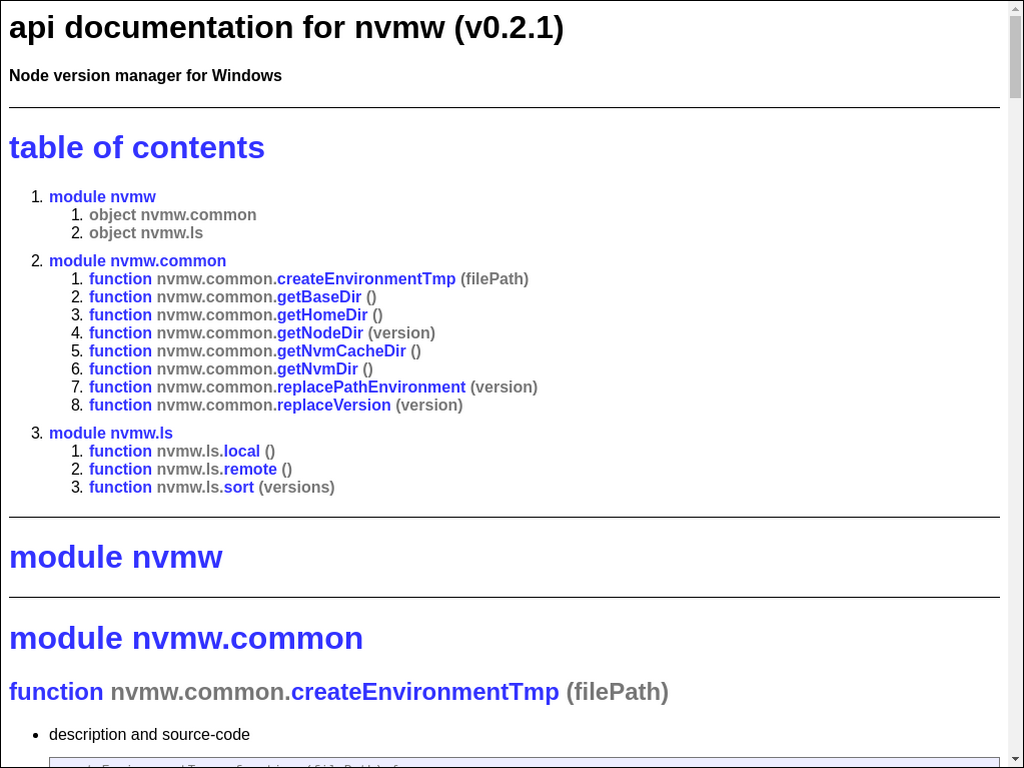 api documentation for nvmw (v0.2.1)
Node version manager for Windows
table of contents
1. module nvmw
1. object nvmw.common
2. object nvmw.ls
2. module nvmw.common
1. function nvmw.common.createEnvironmentTmp (filePath)
2. function nvmw.common.getBaseDir ()
3. function nvmw.common.getHomeDir ()
4. function nvmw.common.getNodeDir (version)
5. function nvmw.common.getNvmCacheDir ()
6. function nvmw.common.getNvmDir ()
7. function nvmw.common.replacePathEnvironment (version)
8. function nvmw.common.replaceVersion (version)
3. module nvmw.ls
1. function nvmw.ls.local ()
2. function nvmw.ls.remote ()
3. function nvmw.ls.sort (versions)
module nvmw
module nvmw.common
function nvmw.common.createEnvironmentTmp (filePath)
• description and source-code